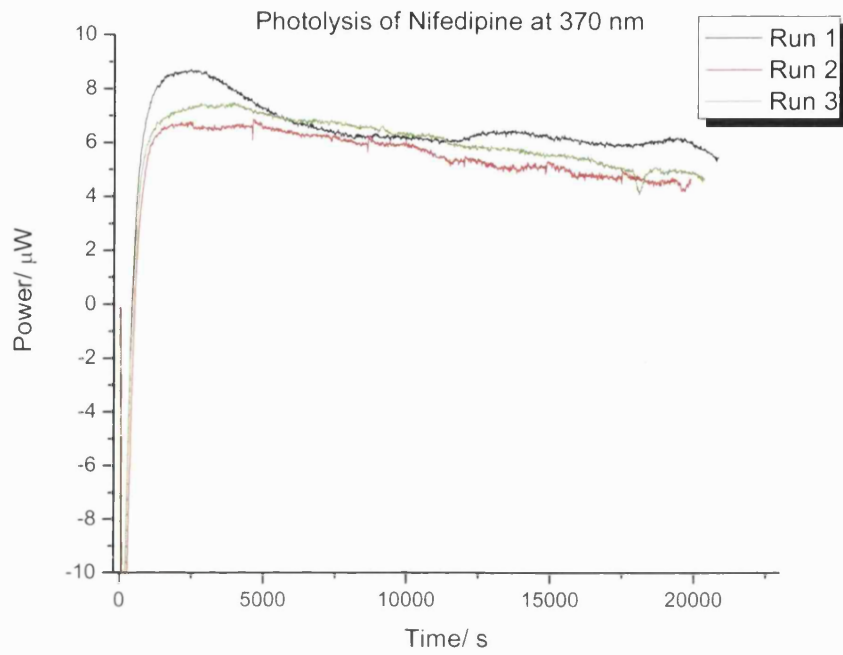 Photolysis of Nifedipine at 370 nm
Run 1
Run 2
Run 3
10
8
6
4
2
0
-2
-4
-6
-8
-10
Power/ μW
0 5000 10000 15000 20000
Time/ s